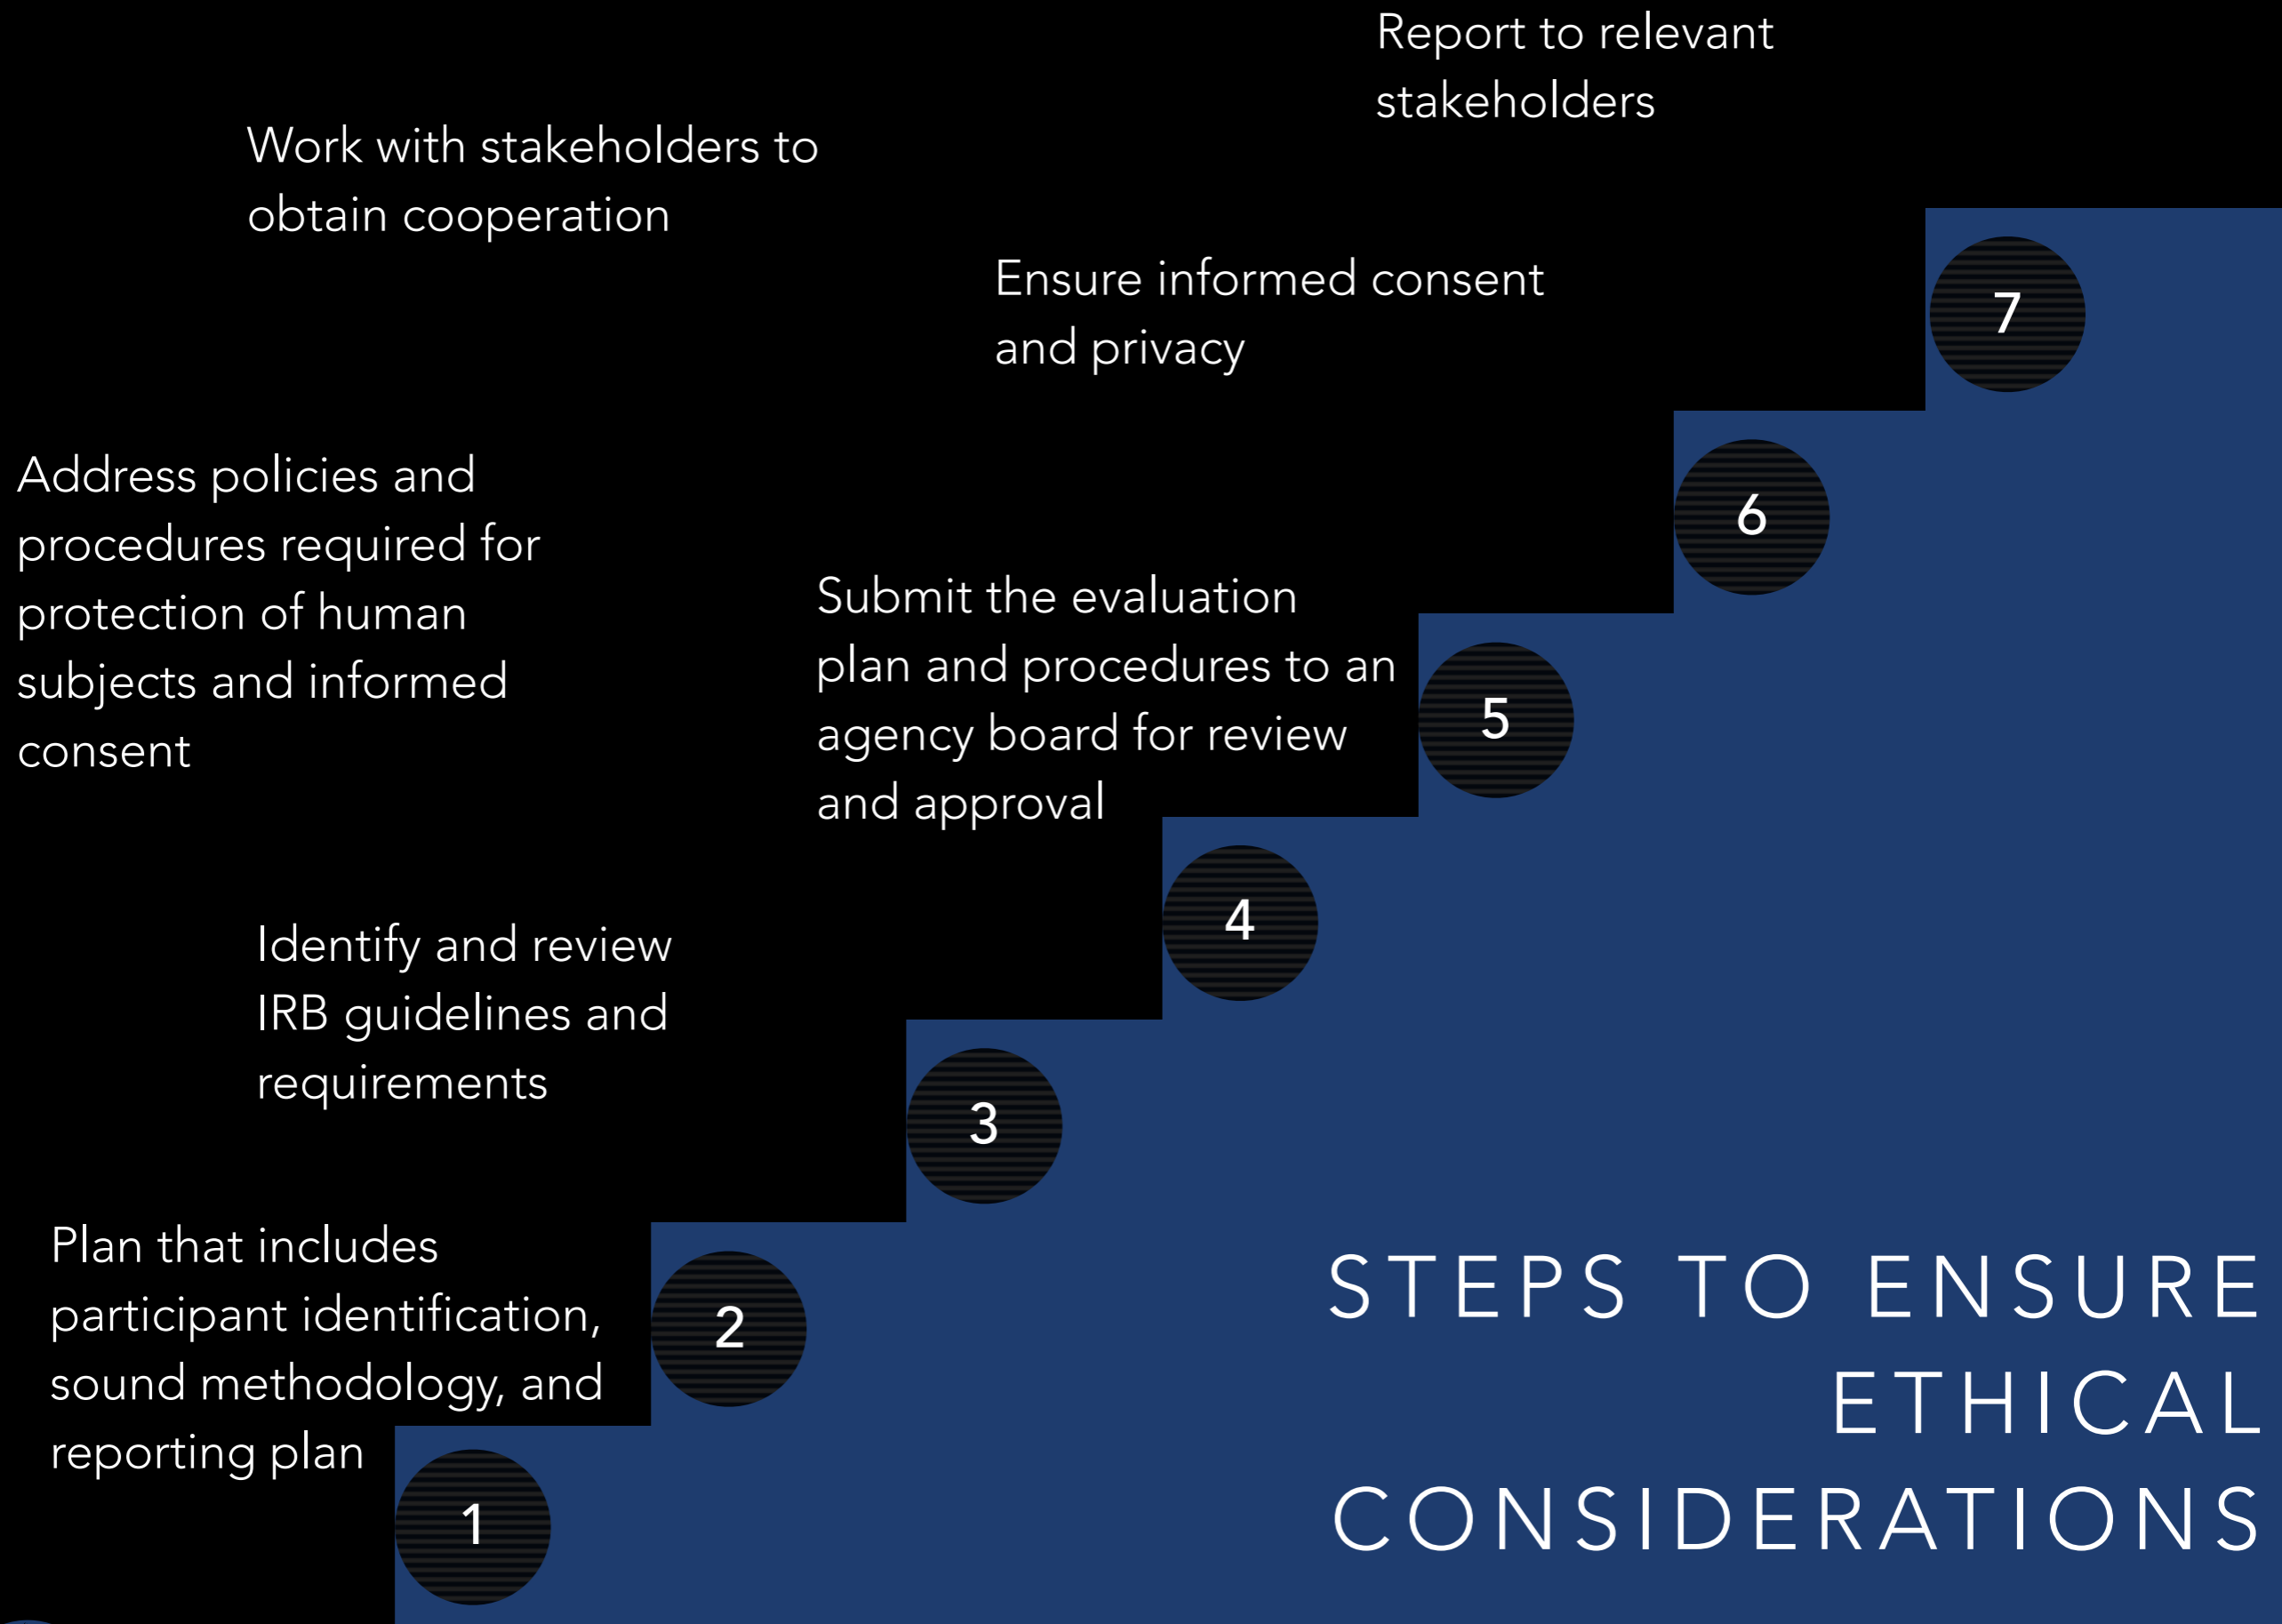 Report to relevant
stakeholders
Work with stakeholders to
obtain cooperation
Ensure informed consent
and privacy
7
Address policies and
procedures required for
protection of human
subjects and informed
consent
6
Submit the evaluation
plan and procedures to an
agency board for review
and approval
5
4
Identify and review
IRB guidelines and
requirements
3
Plan that includes
participant identification,
sound methodology, and
reporting plan
2
1
STEPS TO ENSURE
ETHICAL
CONSIDERATIONS